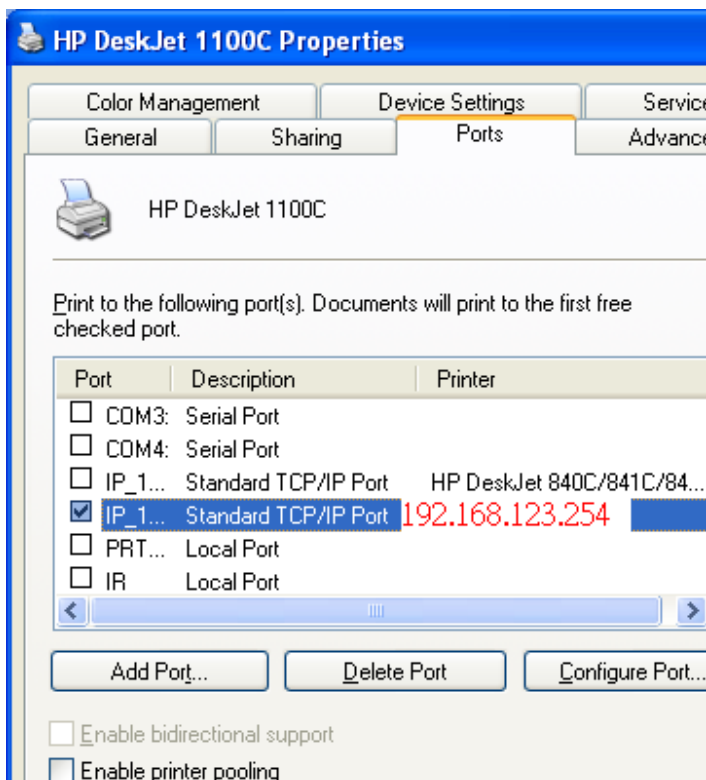 HP DeskJet 1100C Properties
Color Management Device Settings Service
General Sharing Ports Advance
HP DeskJet 1100C
Print to the following port(s). Documents will print to the first free
checked port.
Port Description Printer
COM3: Serial Port
COM4: Serial Port
IP_1... Standard TCP/IP Port HP DeskJet 840C/841C/84...
IP_1... Standard TCP/IP Port 192.168.123.254
PRT... Local Port
IR Local Port
Add Port... Delete Port Configure Port...
Enable bidirectional support
Enable printer pooling